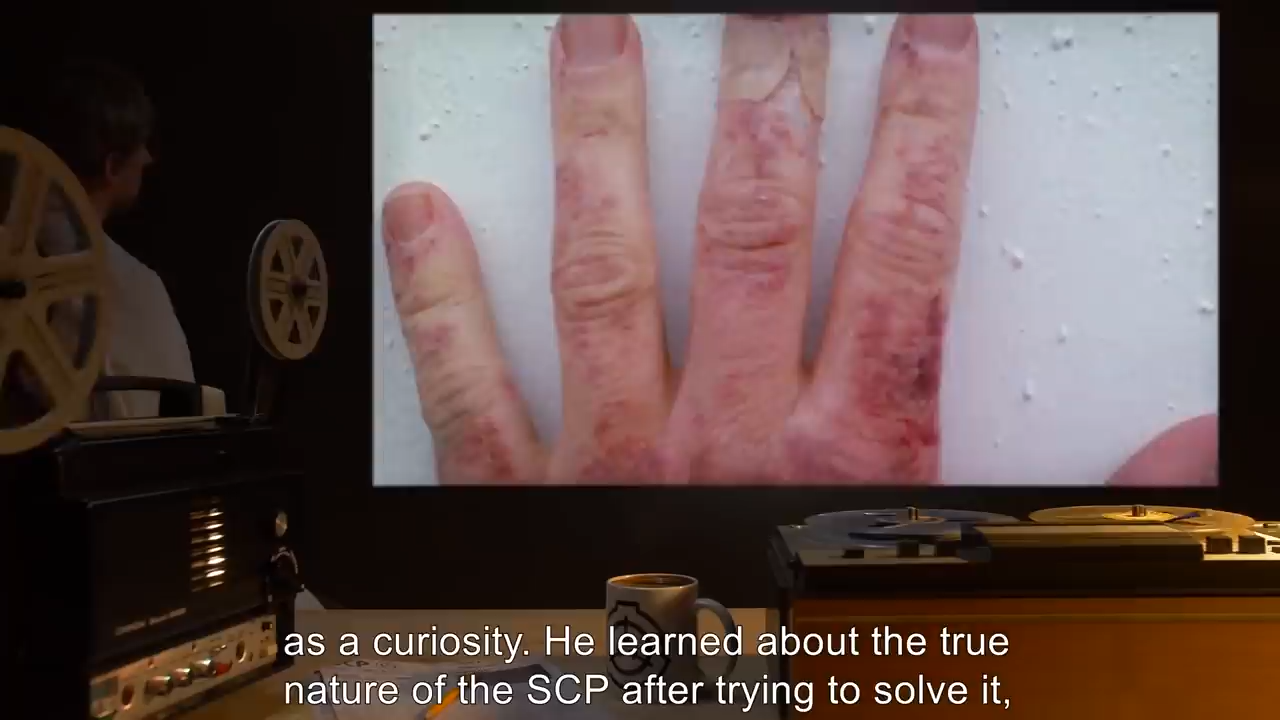 as a curiosity. He learned about the true
nature of the SCP after trying to solve it,